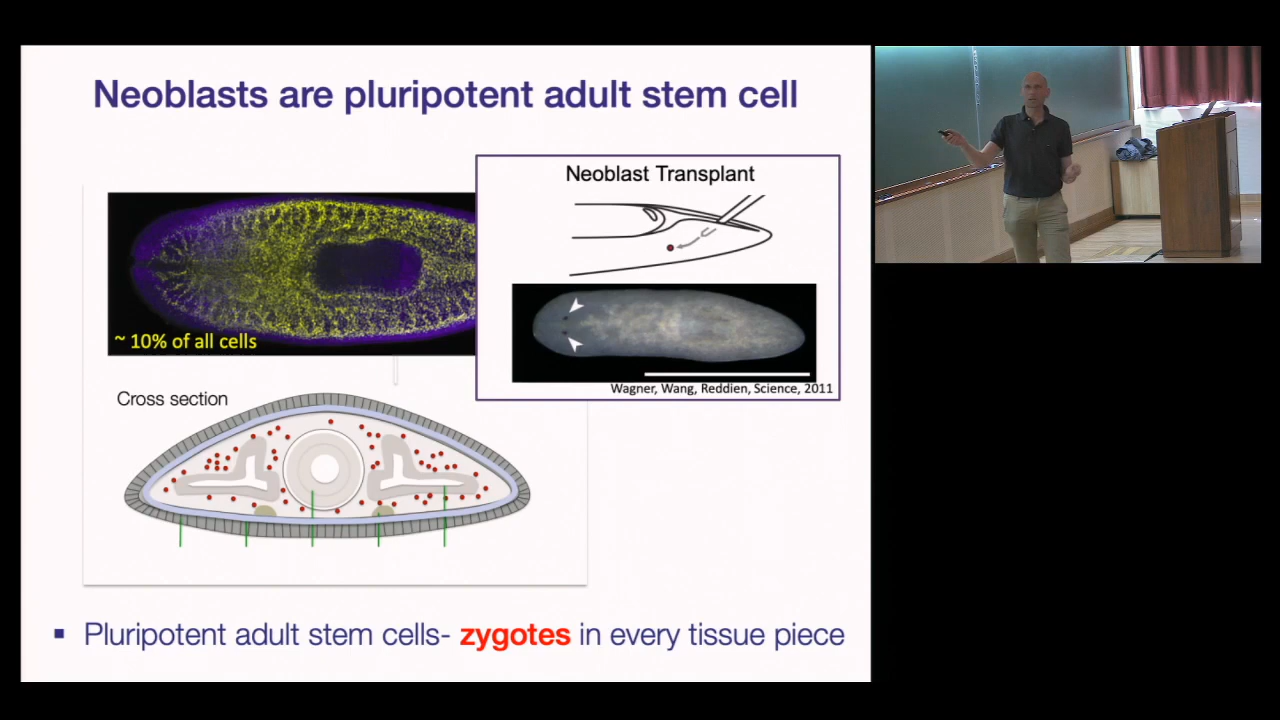 Neoblasts are pluripotent adult stem cell
Neoblast Transplant
~ 10% of all cells
Wagner, Wang, Reddien, Science, 2011
Cross section
▪ Pluripotent adult stem cells- zygotes in every tissue piece